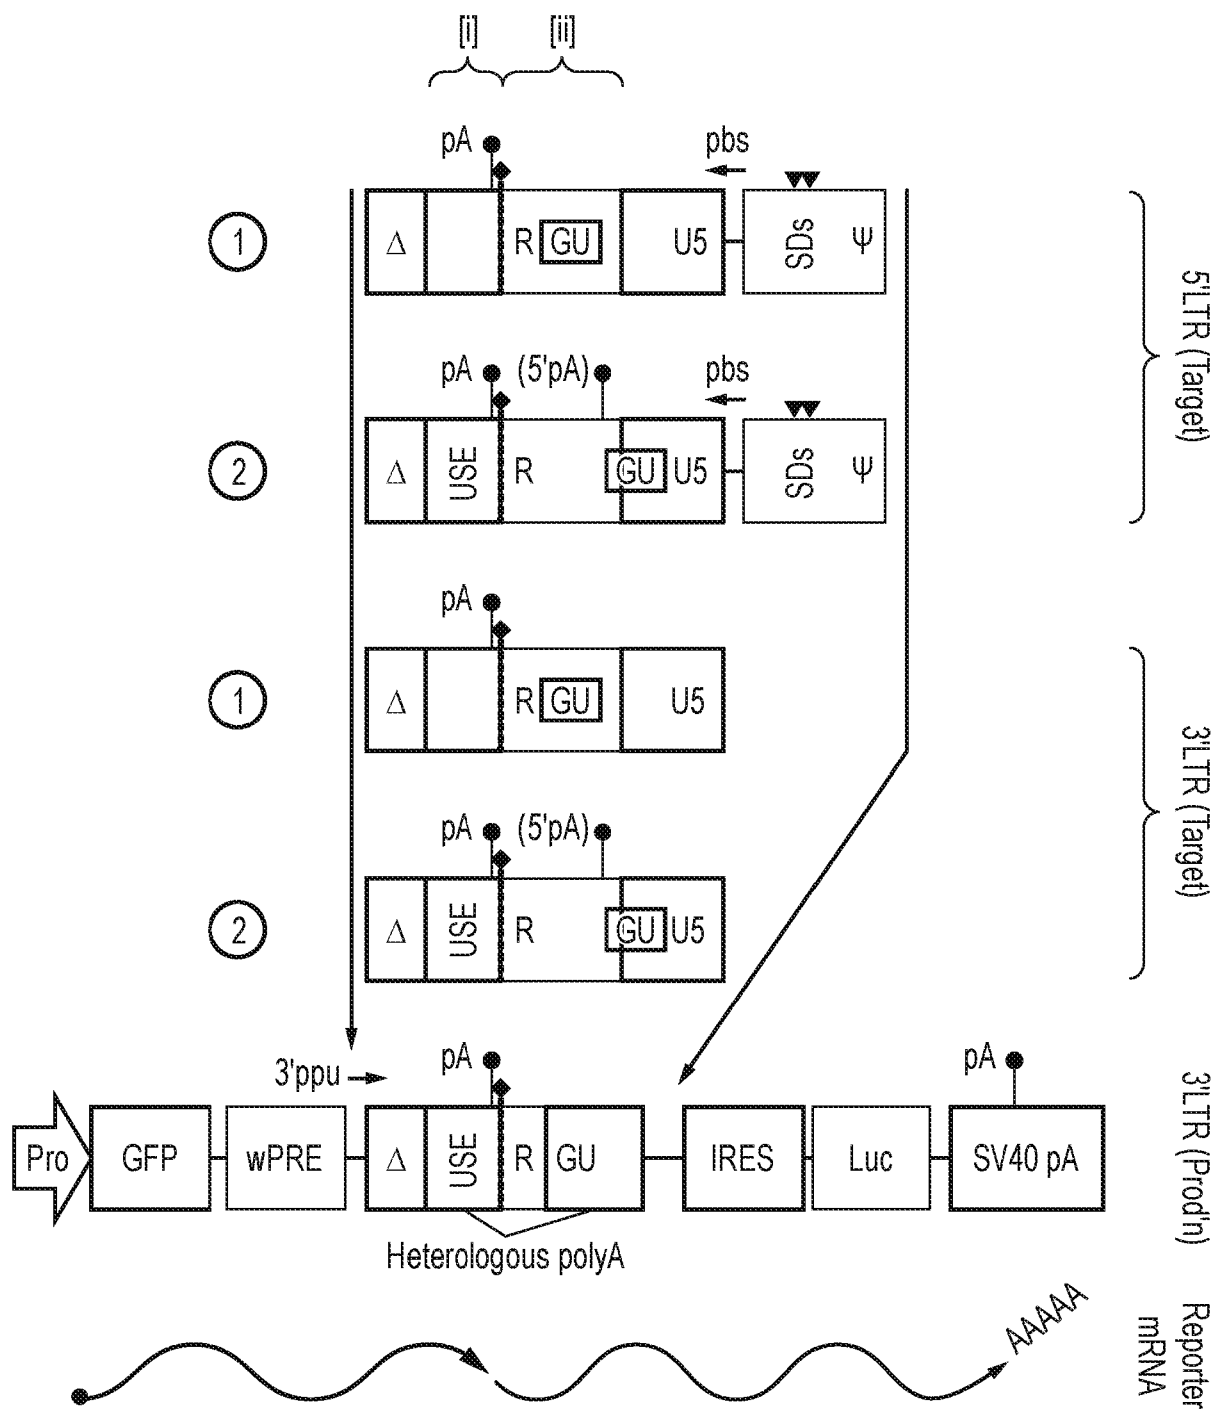 [i] [ii]
pA pbs
1 Δ R GU U5 SDs Ψ
5'LTR (Target)
pA (5'pA) pbs
2 Δ USE R GU U5 SDs Ψ
pA
1 Δ R GU U5
3'LTR (Target)
pA (5'pA)
2 Δ USE R GU U5
3'ppu pA pA
Pro GFP wPRE Δ USE R GU IRES Luc SV40 pA
3'LTR (Prod'n)
Heterologous polyA
AAAAA
Reporter
mRNA